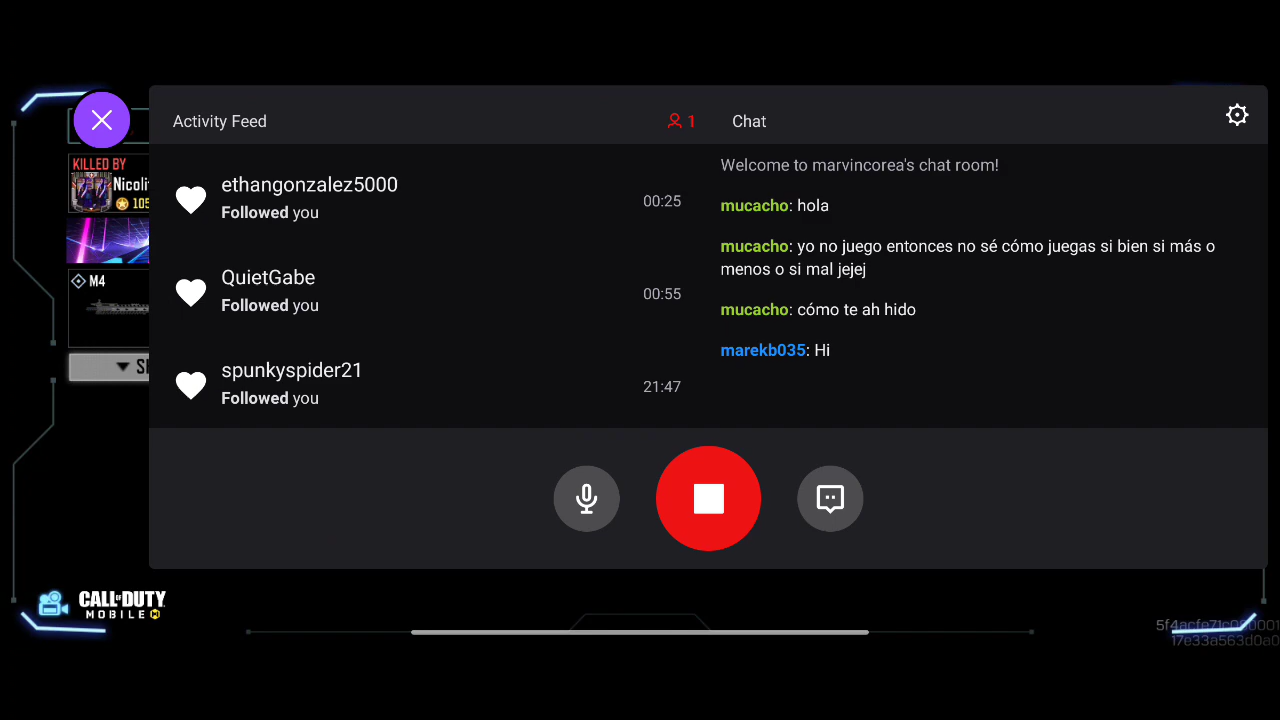 Activity Feed
1
Chat
KILLED BY
Nicoli
105
M4
ethangonzalez5000
Followed you
00:25
QuietGabe
Followed you
00:55
spunkyspider21
Followed you
21:47
Welcome to marvincorea's chat room!
mucacho: hola
mucacho: yo no juego entonces no sé cómo juegas si bien si más o
menos o si mal jejej
mucacho: cómo te ah hido
marekb035: Hi
CALL OF DUTY
MOBILE